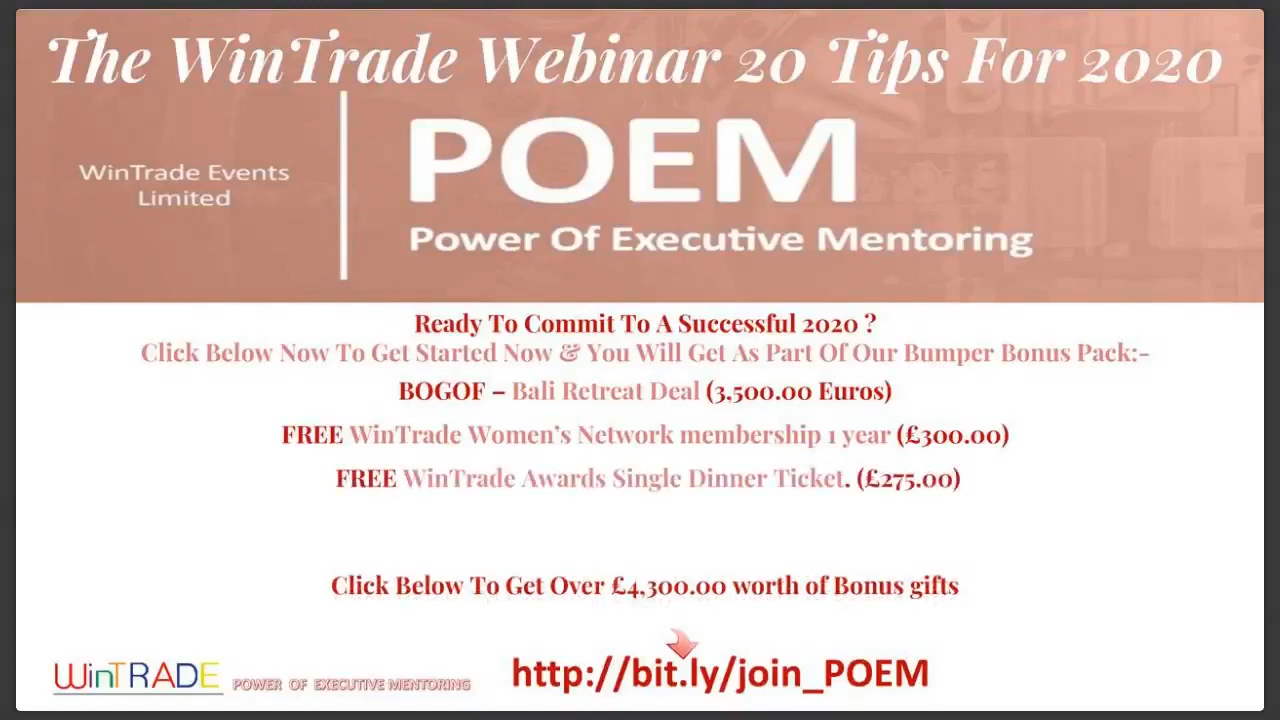 The WinTrade Webinar 20 Tips For 2020
WinTrade Events
Limited
POEM
Power Of Executive Mentoring
Ready To Commit To A Successful 2020 ?
Click Below Now To Get Started Now & You Will Get As Part Of Our Bumper Bonus Pack:-
BOGOF – Bali Retreat Deal (3,500.00 Euros)
FREE WinTrade Women's Network membership 1 year (£300.00)
FREE WinTrade Awards Single Dinner Ticket. (£275.00)
Click Below To Get Over £4,300.00 worth of Bonus gifts
WinTRADE POWER OF EXECUTIVE MENTORING
http://bit.ly/join_POEM